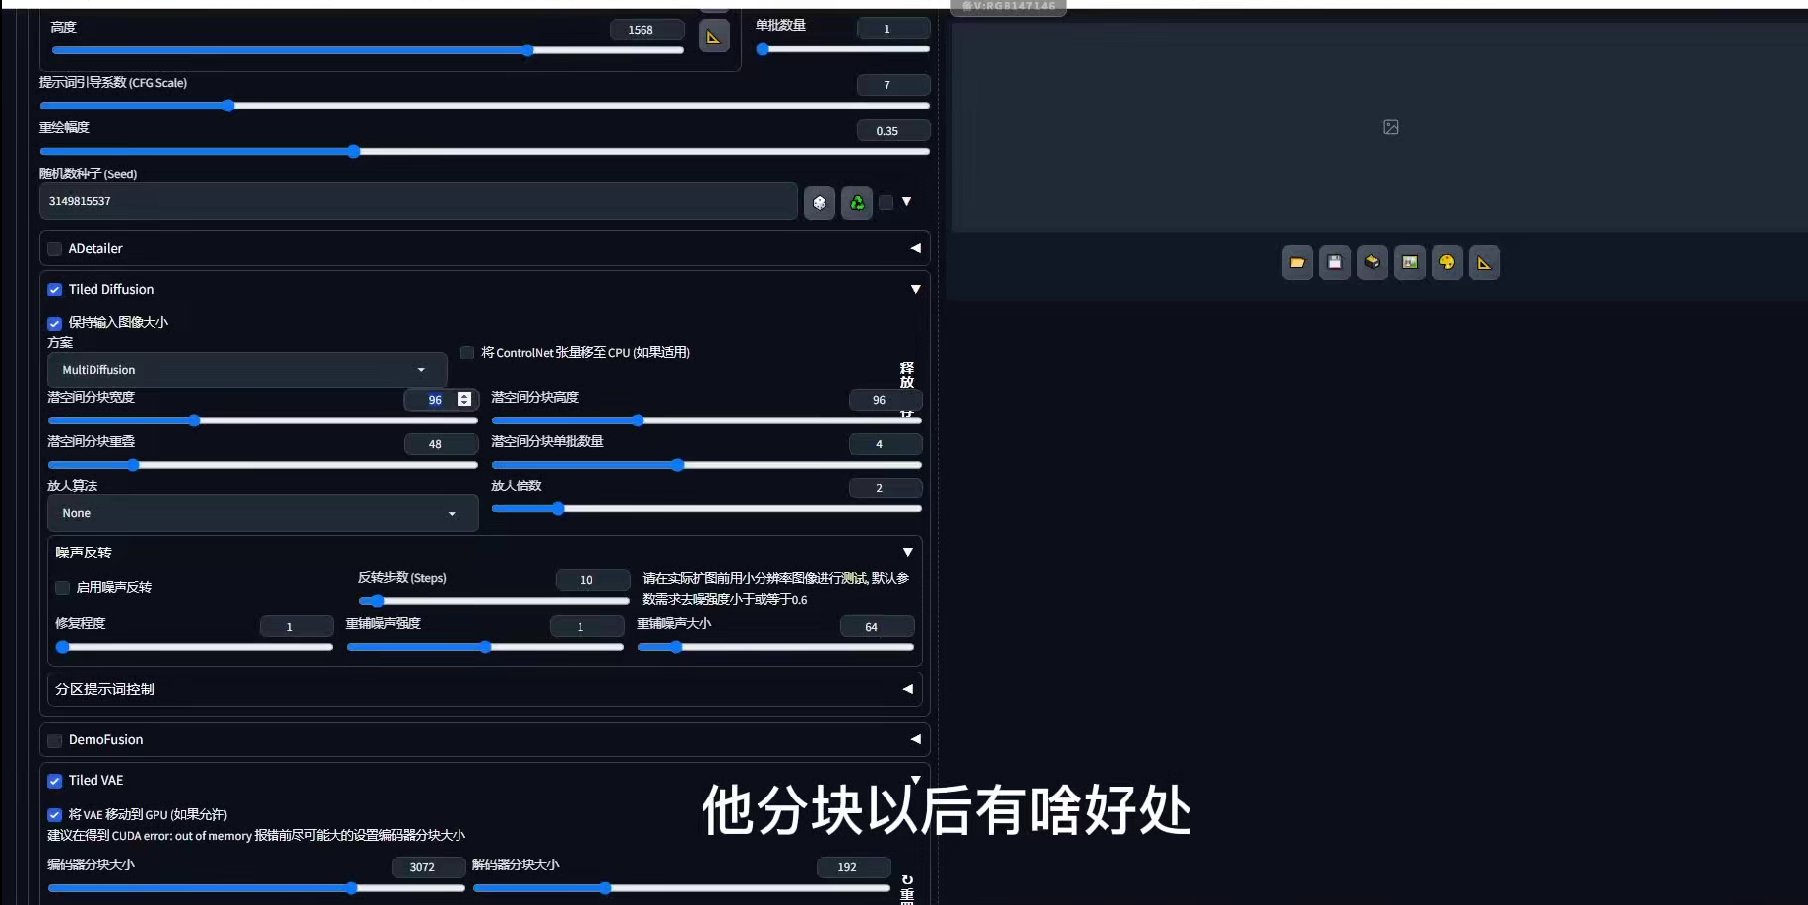 高度
1568
单批数量
1
提示词引导系数 (CFG Scale)
7
重绘幅度
0.35
随机数种子 (Seed)
3149815537
ADetailer
Tiled Diffusion
保持输入图像大小
方案
MultiDiffusion
将 ControlNet 张量移至 CPU (如果适用)
释放
潜空间分块宽度
96
潜空间分块高度
96
潜空间分块重叠
48
潜空间分块单批数量
4
放大算法
None
放大倍数
2
噪声反转
启用噪声反转
反转步数 (Steps)
10
请在实际扩图前用小分辨率图像进行测试, 默认参
数需求去噪强度小于或等于0.6
修复程度
1
重铺噪声强度
1
重铺噪声大小
64
分区提示词控制
DemoFusion
Tiled VAE
将 VAE 移动到 GPU (如果允许)
建议在得到 CUDA error: out of memory 报错前尽可能大的设置编码器分块大小
编码器分块大小
3072
解码器分块大小
192
↻
重
他分块以后有啥好处